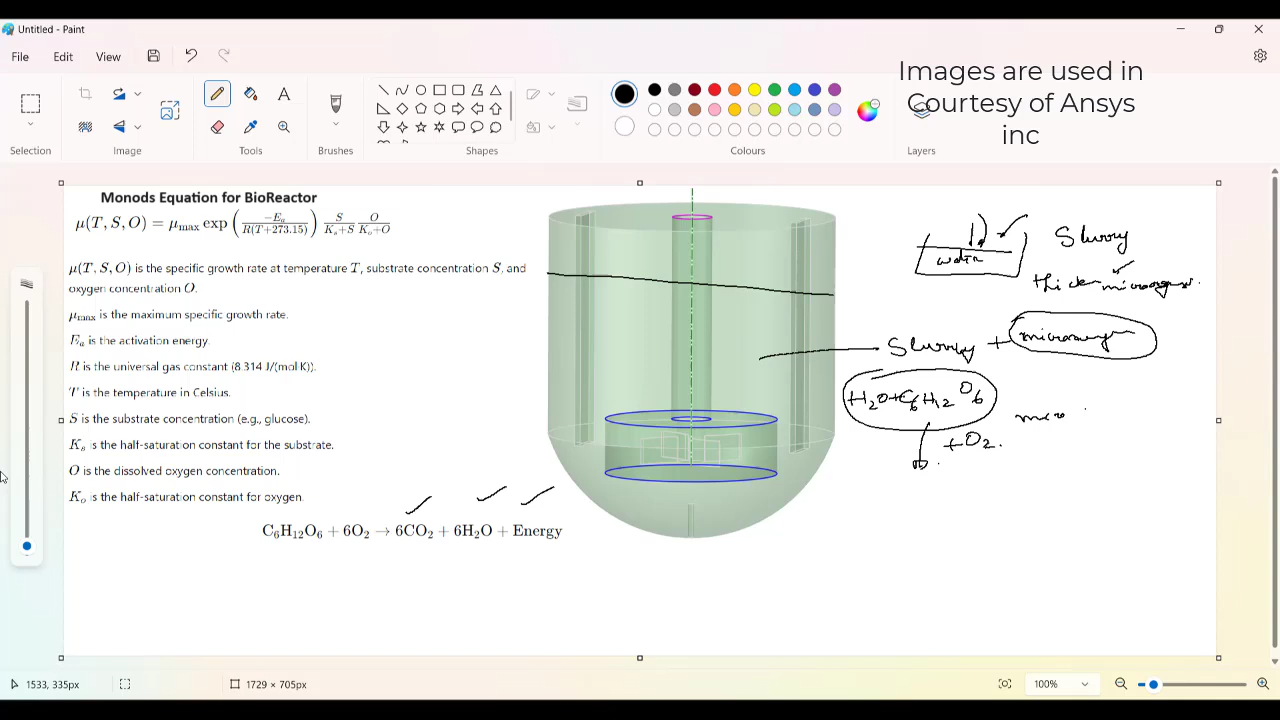 Untitled - Paint
File Edit View
Images are used in
Courtesy of Ansys
inc
Selection Image Tools Brushes Shapes Colours Layers
Monods Equation for BioReactor
μ(T, S, O) = μmax exp (−Ea / R(T+273.15)) S / Ks+S O / Ko+O
μ(T, S, O) is the specific growth rate at temperature T, substrate concentration S, and
oxygen concentration O.
μmax is the maximum specific growth rate.
Ea is the activation energy.
R is the universal gas constant (8.314 J/(mol K)).
T is the temperature in Celsius.
S is the substrate concentration (e.g., glucose).
Ks is the half-saturation constant for the substrate.
O is the dissolved oxygen concentration.
Ko is the half-saturation constant for oxygen.
C6H12O6 + 6O2 → 6CO2 + 6H2O + Energy
water
Slurry
Slurry +
H2O+C6H12O6
+O2.
1533, 335px 1729 × 705px 100%